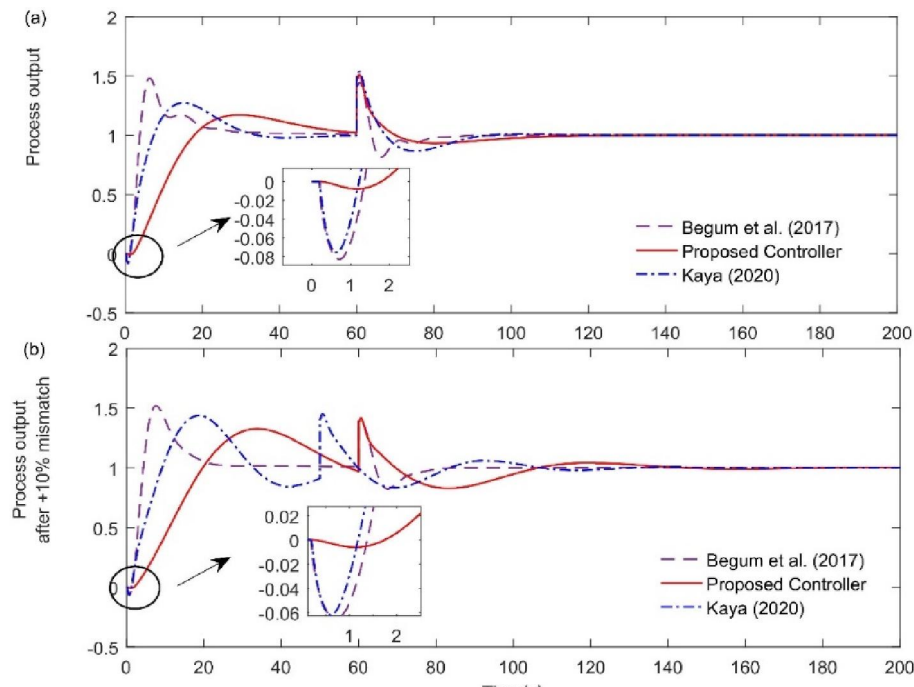 (a)
Process output
2
1.5
1
0.5
0
-0.5
0
-0.02
-0.04
-0.06
-0.08
0 1 2
Begum et al. (2017)
Proposed Controller
Kaya (2020)
0 20 40 60 80 100 120 140 160 180 200
(b)
Process output
after +10% mismatch
2
1.5
1
0.5
0
-0.5
0.02
0
-0.02
-0.04
-0.06
1 2
Begum et al. (2017)
Proposed Controller
Kaya (2020)
0 20 40 60 80 100 120 140 160 180 200